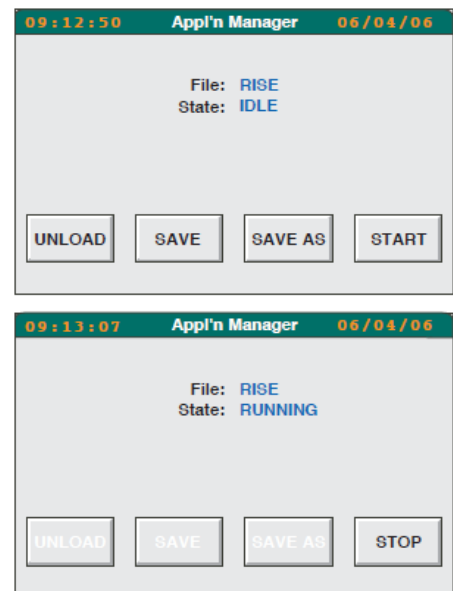 09:12:50 Appl'n Manager 06/04/06
File: RISE
State: IDLE
UNLOAD SAVE SAVE AS START
09:13:07 Appl'n Manager 06/04/06
File: RISE
State: RUNNING
UNLOAD SAVE SAVE AS STOP